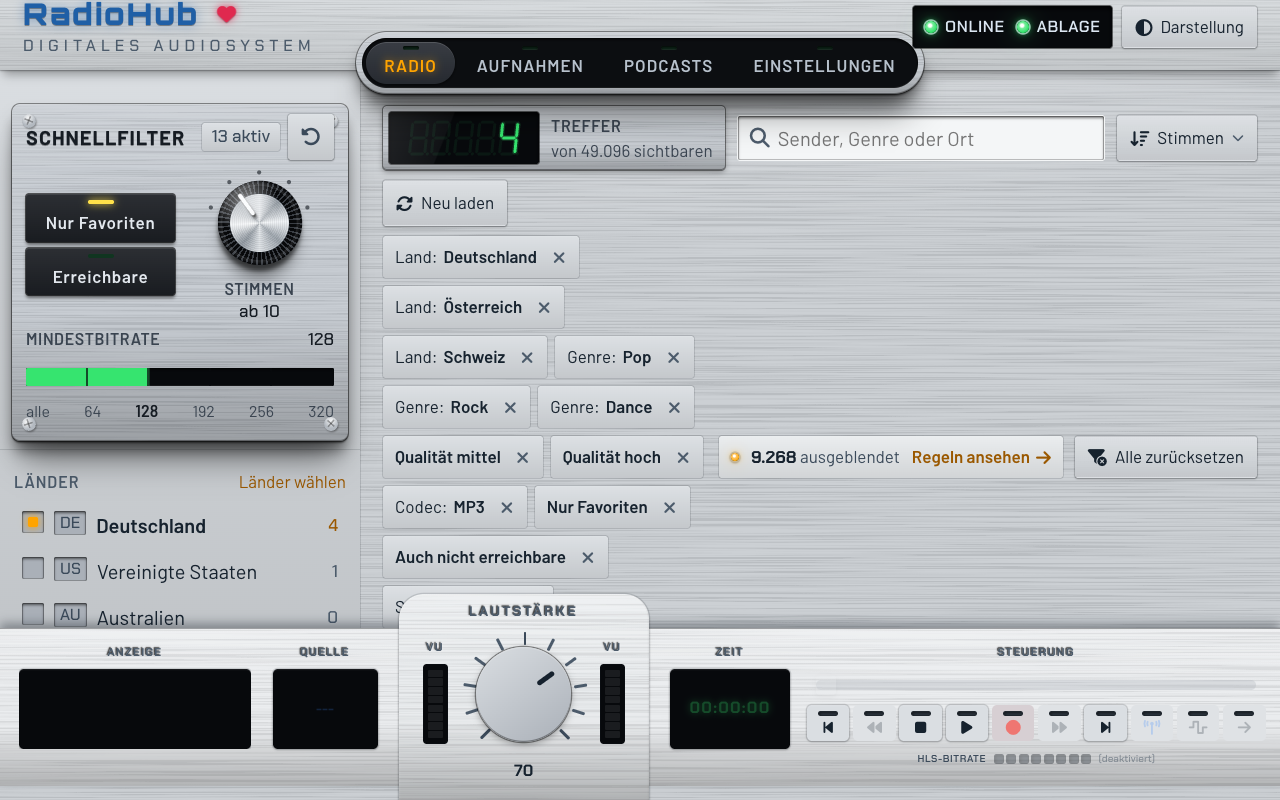 RadioHub
DIGITALES AUDIOSYSTEM
RADIO AUFNAHMEN PODCASTS EINSTELLUNGEN
ONLINE ABLAGE
Darstellung
SCHNELLFILTER 13 aktiv
Nur Favoriten
Erreichbare
STIMMEN
ab 10
MINDESTBITRATE 128
alle 64 128 192 256 320
LÄNDER Länder wählen
DE Deutschland 4
US Vereinigte Staaten 1
AU Australien 0
4 TREFFER
von 49.096 sichtbaren
Sender, Genre oder Ort
Stimmen
Neu laden
Land: Deutschland
Land: Österreich
Land: Schweiz Genre: Pop
Genre: Rock Genre: Dance
Qualität mittel Qualität hoch 9.268 ausgeblendet Regeln ansehen Alle zurücksetzen
Codec: MP3 Nur Favoriten
Auch nicht erreichbare
ANZEIGE
QUELLE
---
LAUTSTÄRKE
VU VU
70
ZEIT
00:00:00
STEUERUNG
HLS-BITRATE (deaktiviert)